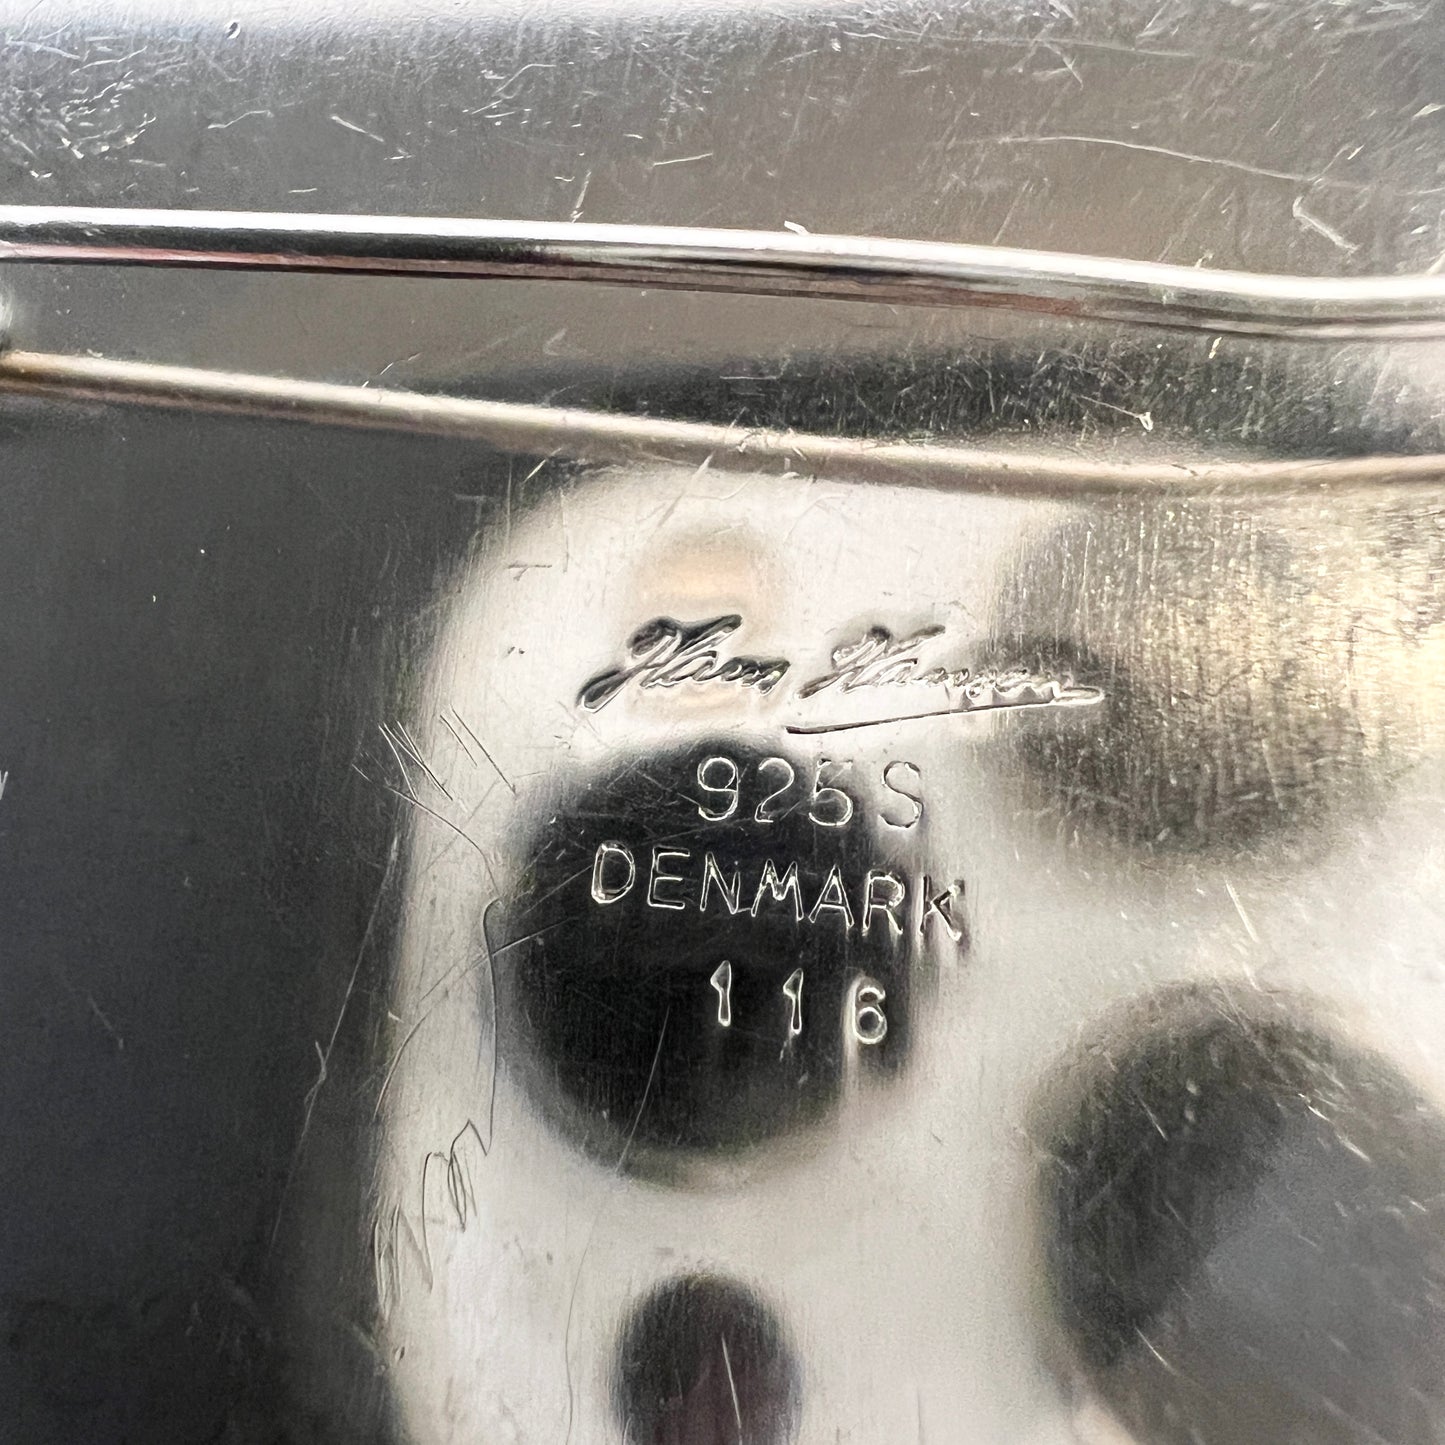 Hans Hansen
925S
DENMARK
116